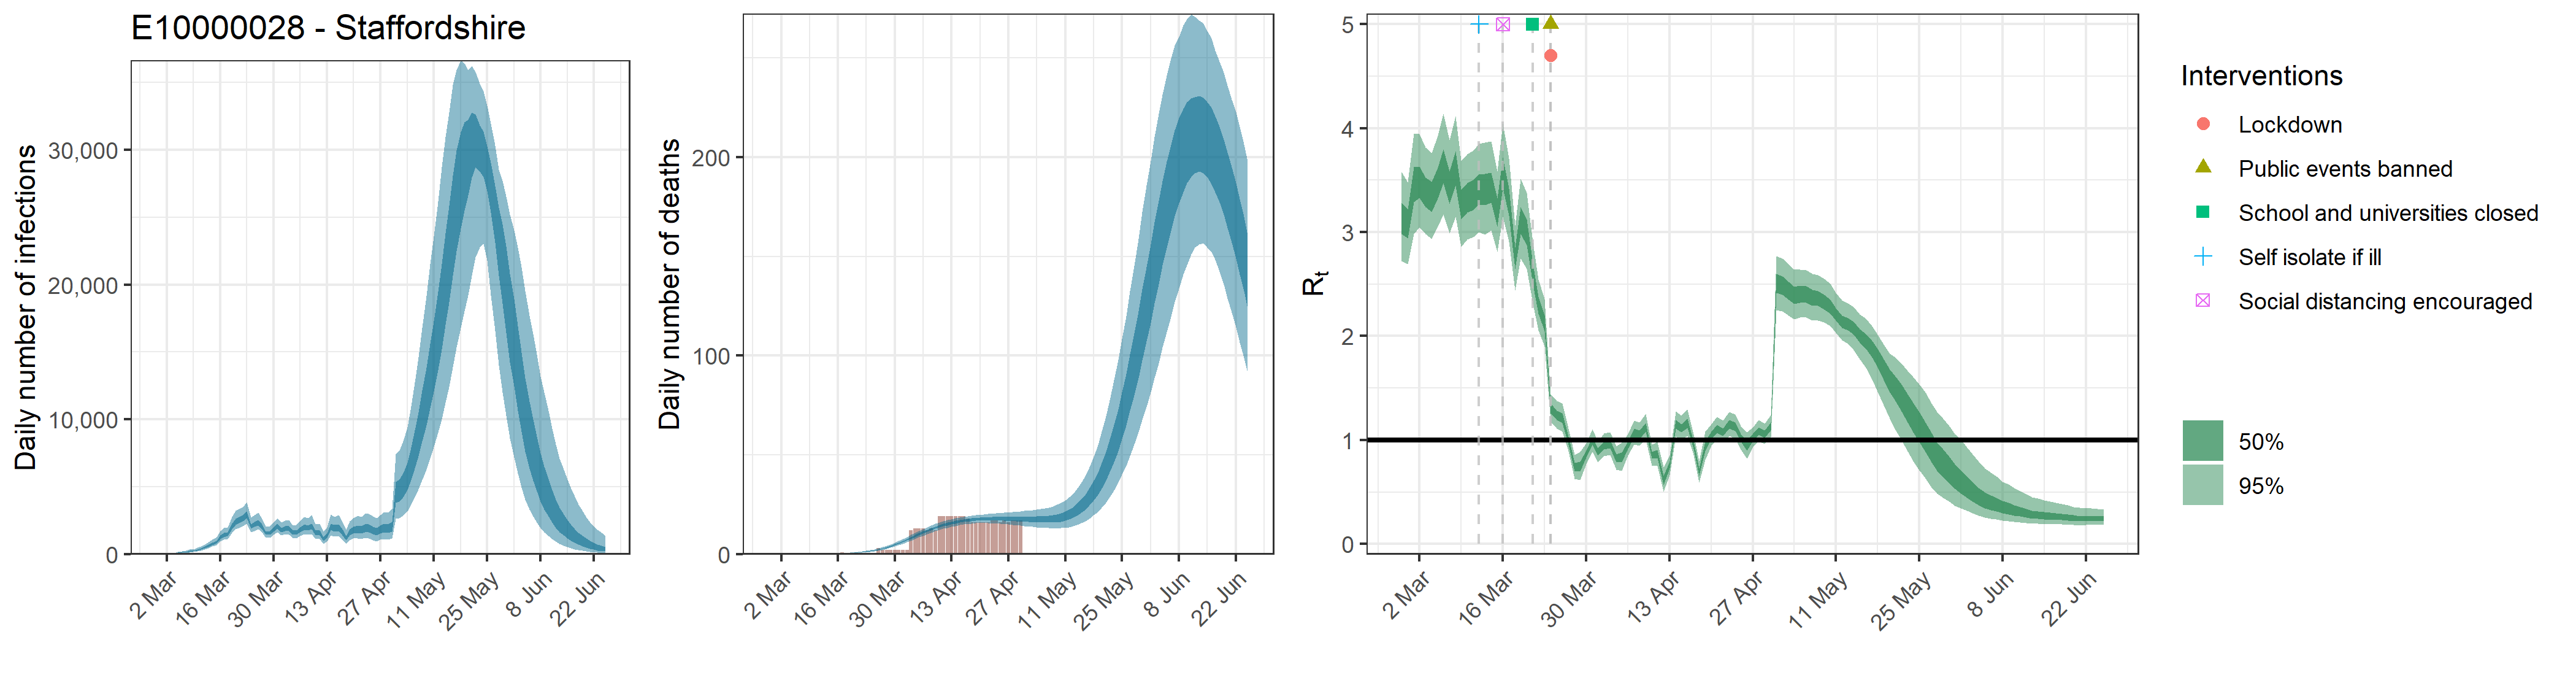 E10000028 - Staffordshire
Daily number of infections
30,000
20,000
10,000
0
2 Mar
16 Mar
30 Mar
13 Apr
27 Apr
11 May
25 May
8 Jun
22 Jun
Daily number of deaths
200
100
0
2 Mar
16 Mar
30 Mar
13 Apr
27 Apr
11 May
25 May
8 Jun
22 Jun
Rt
5
4
3
2
1
0
2 Mar
16 Mar
30 Mar
13 Apr
27 Apr
11 May
25 May
8 Jun
22 Jun
Interventions
Lockdown
Public events banned
School and universities closed
Self isolate if ill
Social distancing encouraged
50%
95%